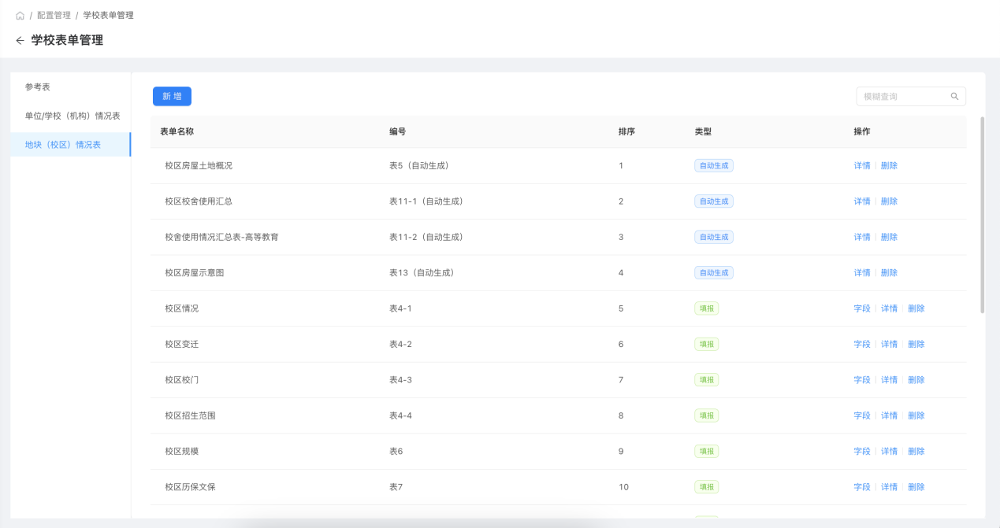 / 配置管理 / 学校表单管理
← 学校表单管理
参考表
单位/学校（机构）情况表
地块（校区）情况表
新 增
模糊查询
表单名称 编号 排序 类型 操作
校区房屋土地概况 表5（自动生成） 1 自动生成 详情 删除
校区校舍使用汇总 表11-1（自动生成） 2 自动生成 详情 删除
校舍使用情况汇总表-高等教育 表11-2（自动生成） 3 自动生成 详情 删除
校区房屋示意图 表13（自动生成） 4 自动生成 详情 删除
校区情况 表4-1 5 填报 字段 详情 删除
校区变迁 表4-2 6 填报 字段 详情 删除
校区校门 表4-3 7 填报 字段 详情 删除
校区招生范围 表4-4 8 填报 字段 详情 删除
校区规模 表6 9 填报 字段 详情 删除
校区历保文保 表7 10 填报 字段 详情 删除